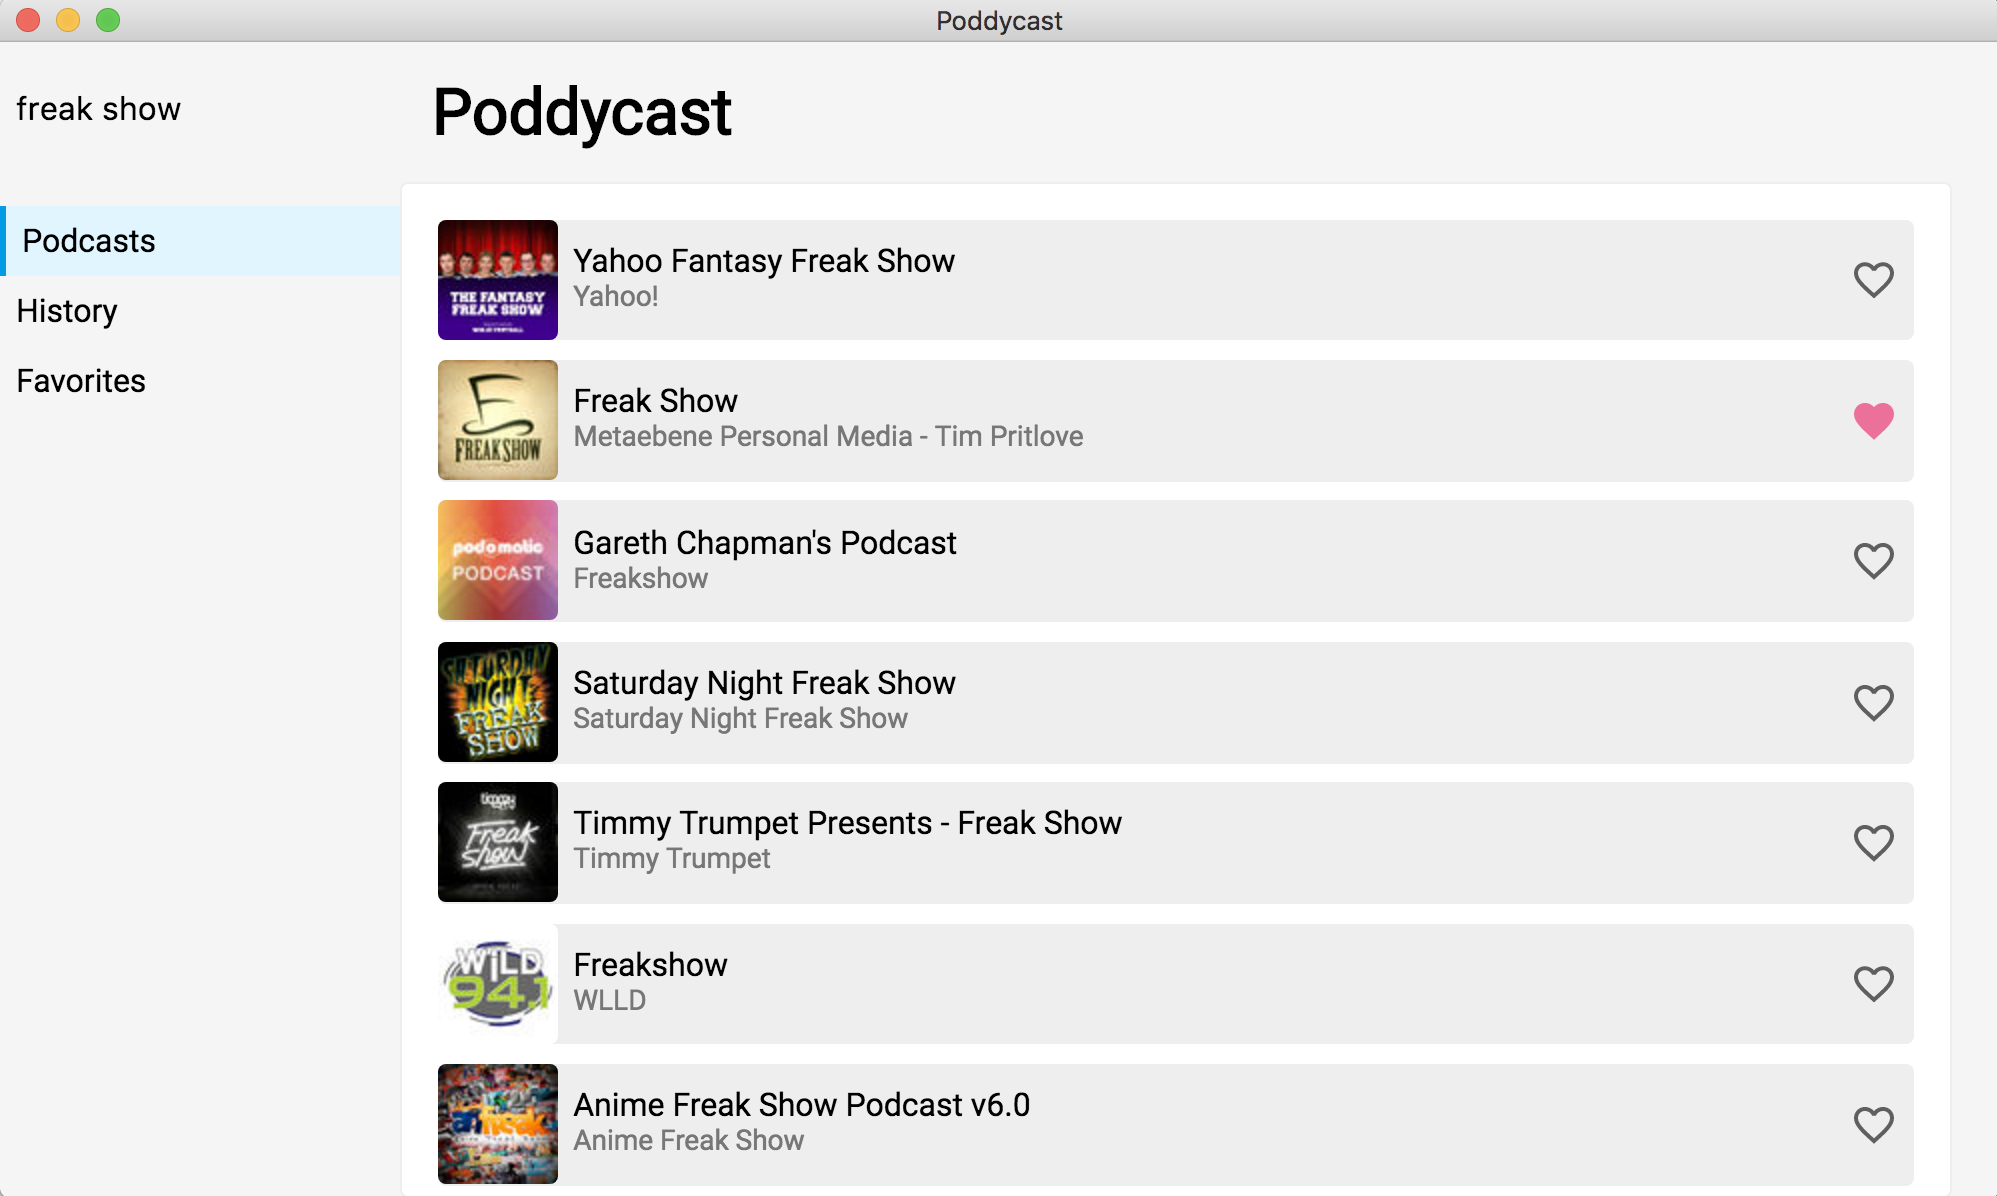 Poddycast
freak show
Poddycast
Podcasts
History
Favorites
THE FANTASY
FREAK SHOW
Yahoo Fantasy Freak Show
Yahoo!
FREAK SHOW
Freak Show
Metaebene Personal Media - Tim Pritlove
podomatic
PODCAST
Gareth Chapman's Podcast
Freakshow
SATURDAY
NIGHT
FREAK
SHOW
Saturday Night Freak Show
Saturday Night Freak Show
timmy
Freak
Show
Timmy Trumpet Presents - Freak Show
Timmy Trumpet
WiLD
94.1
Freakshow
WLLD
anifreak
Anime Freak Show Podcast v6.0
Anime Freak Show